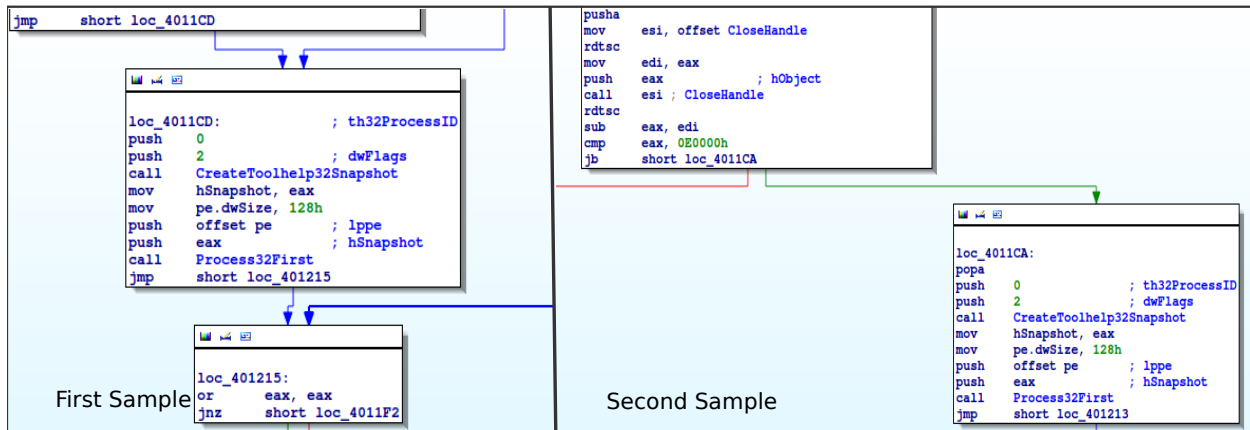 jmp short loc_4011CD
loc_4011CD: ; th32ProcessID
push 0
push 2 ; dwFlags
call CreateToolhelp32Snapshot
mov hSnapshot, eax
mov pe.dwSize, 128h
push offset pe ; lppe
push eax ; hSnapshot
call Process32First
jmp short loc_401215
loc_401215:
or eax, eax
jnz short loc_4011F2
First Sample
pusha
mov esi, offset CloseHandle
rdtsc
mov edi, eax
push eax ; hObject
call esi ; CloseHandle
rdtsc
sub eax, edi
cmp eax, 0E0000h
jb short loc_4011CA
loc_4011CA:
popa
push 0 ; th32ProcessID
push 2 ; dwFlags
call CreateToolhelp32Snapshot
mov hSnapshot, eax
mov pe.dwSize, 128h
push offset pe ; lppe
push eax ; hSnapshot
call Process32First
jmp short loc_401213
Second Sample